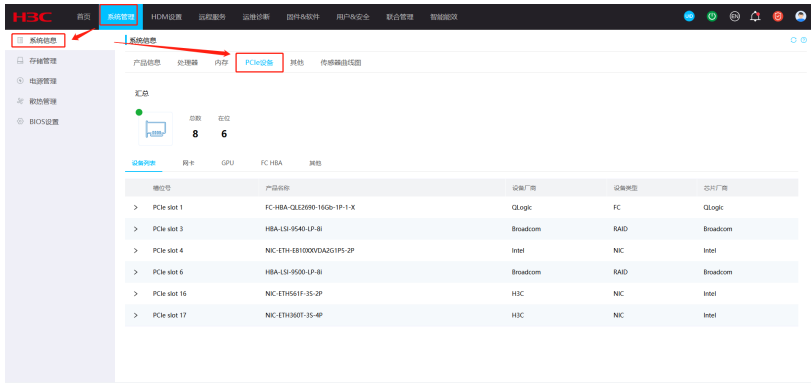 H3C 首页 系统管理 HDM设置 远程服务 运维诊断 固件&软件 用户&安全 联合管理 智能能效 UID EN
系统信息
存储管理
电源管理
散热管理
BIOS设置
系统信息
产品信息 处理器 内存 PCIe设备 其他 传感器曲线图
汇总
总数 在位
8 6
设备列表 网卡 GPU FC HBA 其他
槽位号 产品名称 设备厂商 设备类型 芯片厂商
PCIe slot 1 FC-HBA-QLE2690-16Gb-1P-1-X QLogic FC QLogic
PCIe slot 3 HBA-LSI-9540-LP-8i Broadcom RAID Broadcom
PCIe slot 4 NIC-ETH-E810XXVDA2G1P5-2P Intel NIC Intel
PCIe slot 6 HBA-LSI-9500-LP-8i Broadcom RAID Broadcom
PCIe slot 16 NIC-ETH561F-3S-2P H3C NIC Intel
PCIe slot 17 NIC-ETH360T-3S-4P H3C NIC Intel